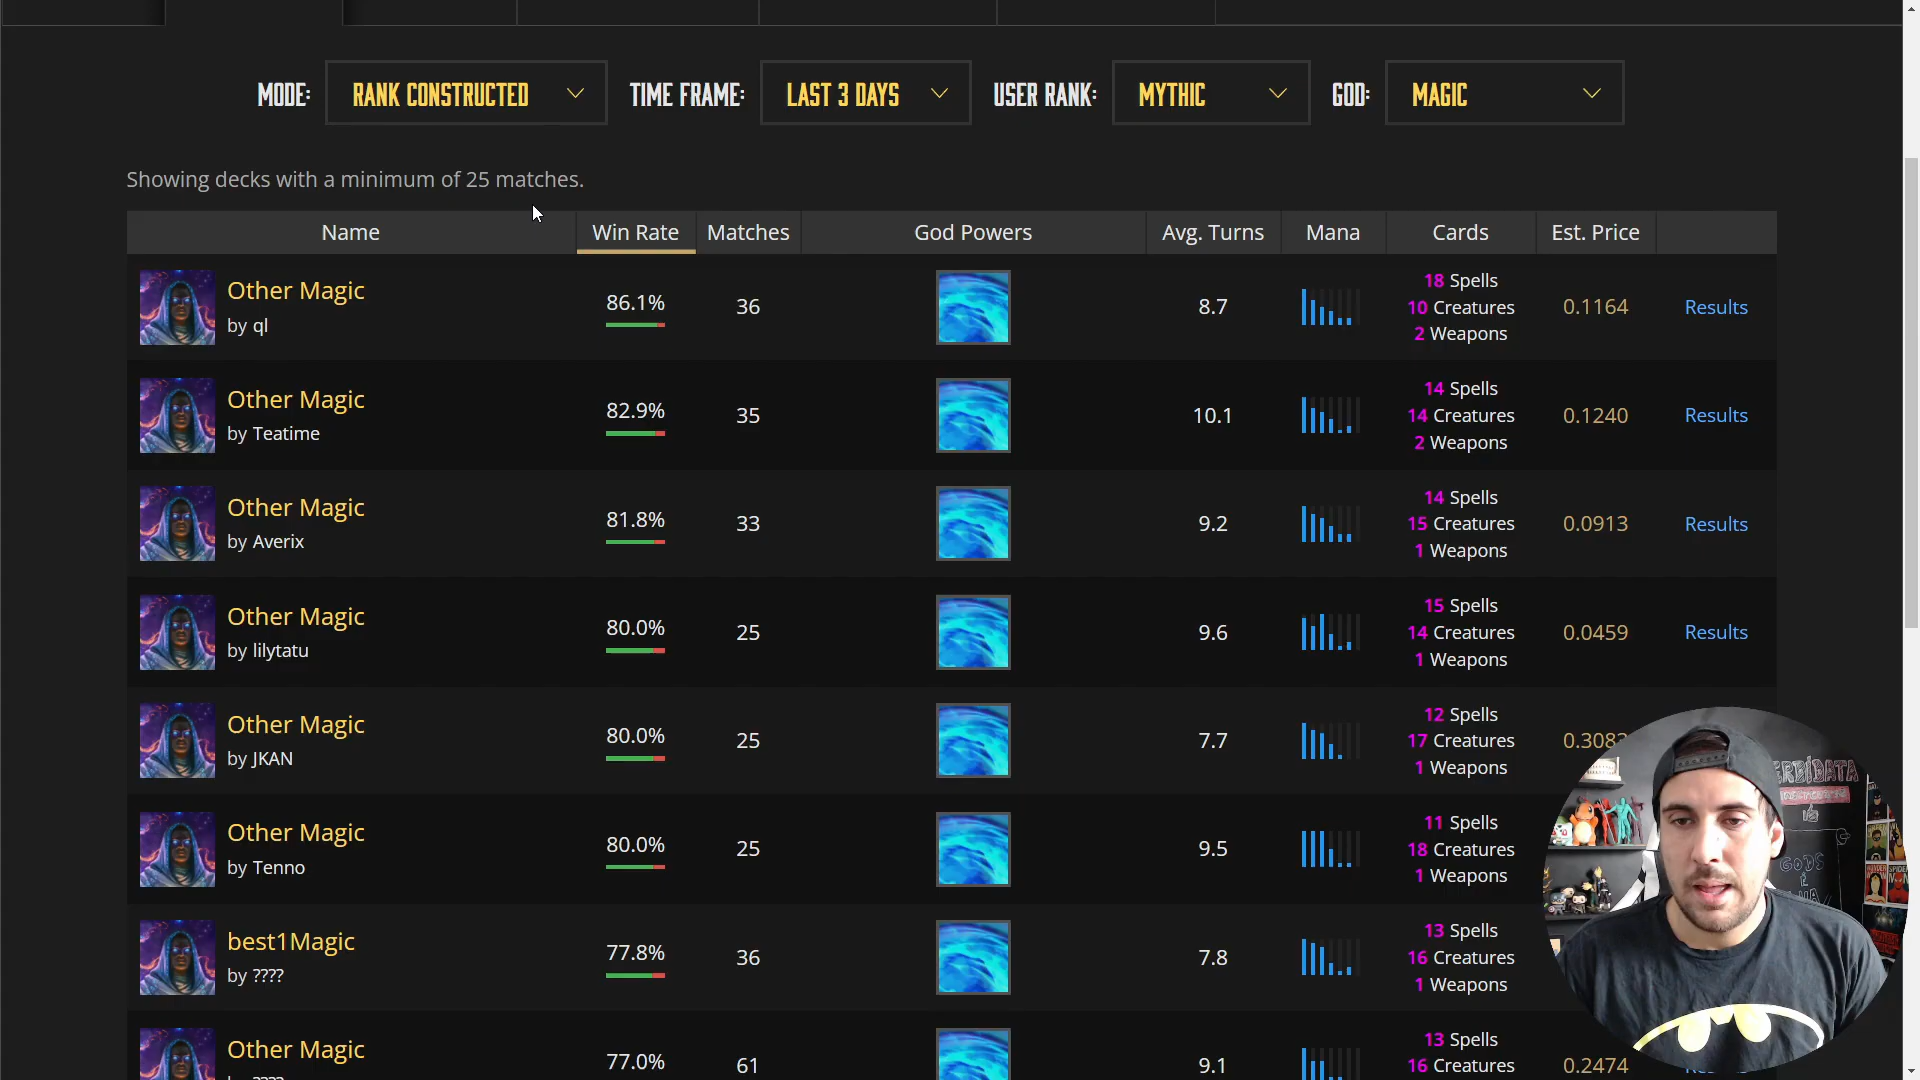 MODE: RANK CONSTRUCTED TIME FRAME: LAST 3 DAYS USER RANK: MYTHIC GOD: MAGIC
Showing decks with a minimum of 25 matches.
Name Win Rate Matches God Powers Avg. Turns Mana Cards Est. Price
Other Magic
by ql
86.1% 36 8.7
18 Spells
10 Creatures
2 Weapons
0.1164 Results
Other Magic
by Teatime
82.9% 35 10.1
14 Spells
14 Creatures
2 Weapons
0.1240 Results
Other Magic
by Averix
81.8% 33 9.2
14 Spells
15 Creatures
1 Weapons
0.0913 Results
Other Magic
by lilytatu
80.0% 25 9.6
15 Spells
14 Creatures
1 Weapons
0.0459 Results
Other Magic
by JKAN
80.0% 25 7.7
12 Spells
17 Creatures
1 Weapons
Other Magic
by Tenno
80.0% 25 9.5
11 Spells
18 Creatures
1 Weapons
best1Magic
by ????
77.8% 36 7.8
13 Spells
16 Creatures
1 Weapons
Other Magic
77.0% 61 9.1
13 Spells
16 Creatures
0.2474
GODS